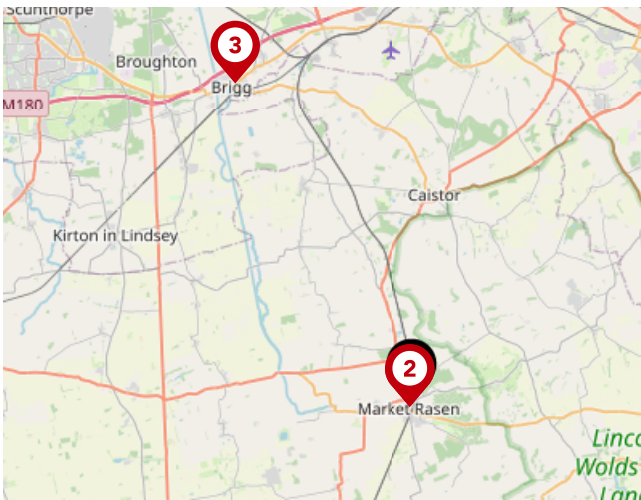 Scunthorpe
3
Broughton
Brigg
M180
Caistor
Kirton in Lindsey
2
Market Rasen
Linco
Wolds
Lan